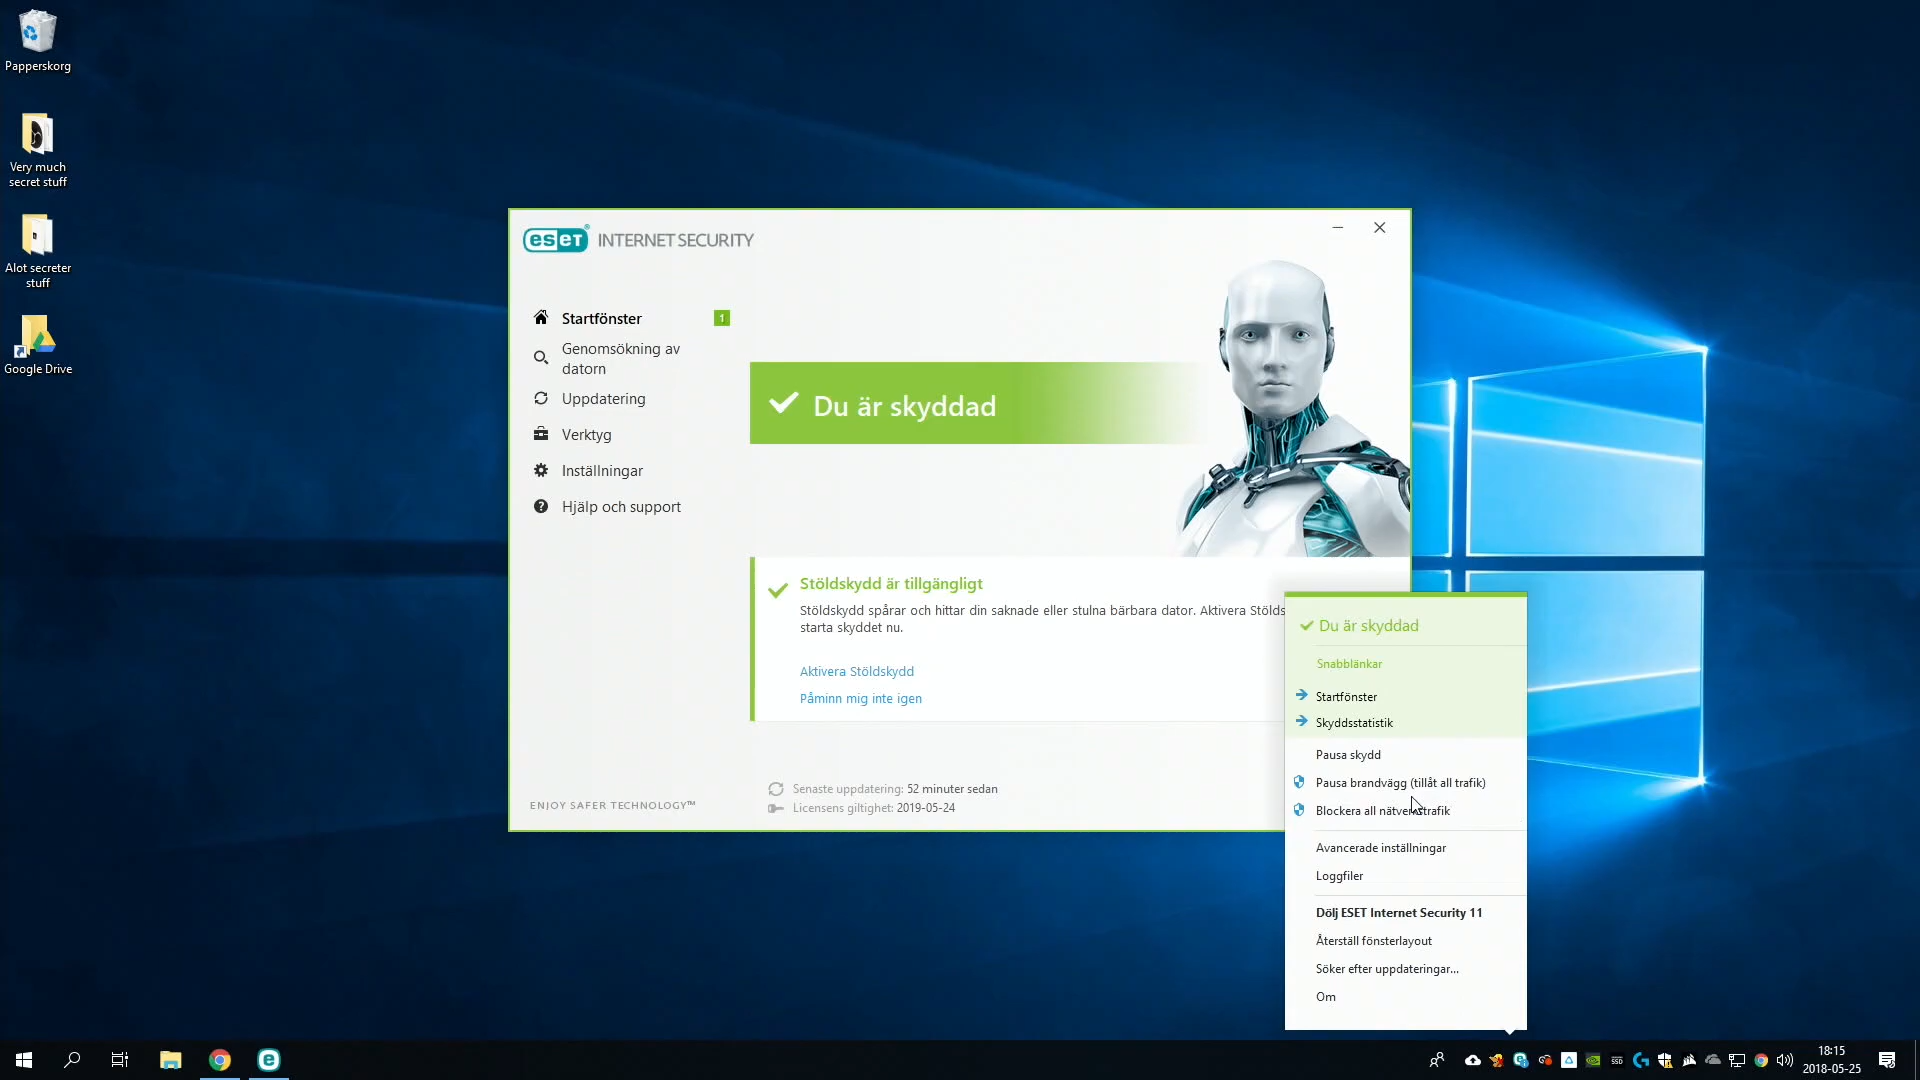 Papperskorg
Very much
secret stuff
Alot secreter
stuff
Google Drive
eset INTERNET SECURITY
Startfönster
1
Genomsökning av
datorn
Uppdatering
Verktyg
Inställningar
Hjälp och support
Du är skyddad
Stöldskydd är tillgängligt
Stöldskydd spårar och hittar din saknade eller stulna bärbara dator. Aktivera Stölds
starta skyddet nu.
Aktivera Stöldskydd
Påminn mig inte igen
Senaste uppdatering: 52 minuter sedan
Licensens giltighet: 2019-05-24
ENJOY SAFER TECHNOLOGY™
Du är skyddad
Snabblänkar
Startfönster
Skyddsstatistik
Pausa skydd
Pausa brandvägg (tillåt all trafik)
Blockera all nätverkstrafik
Avancerade inställningar
Loggfiler
Dölj ESET Internet Security 11
Återställ fönsterlayout
Söker efter uppdateringar...
Om
SSD
18:15
2018-05-25